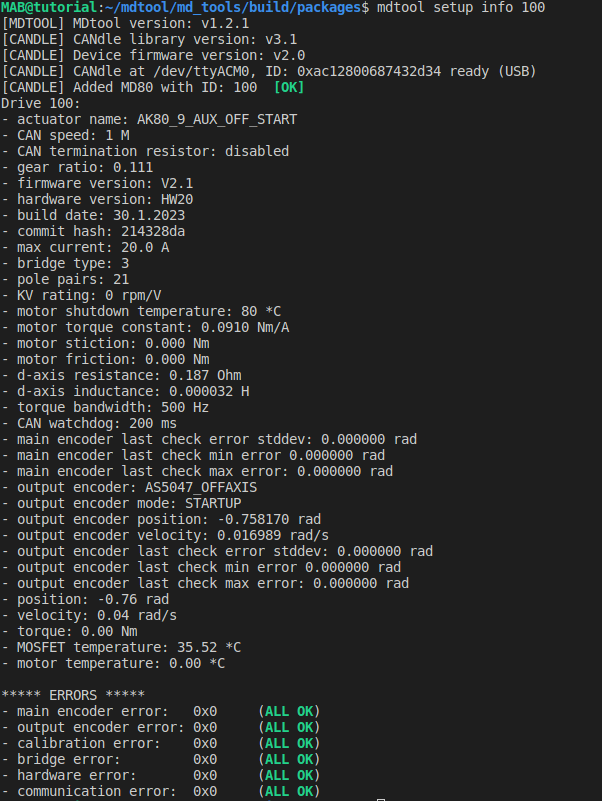 MAB@tutorial:~/mdtool/md_tools/build/packages$ mdtool setup info 100
[MDTOOL] MDtool version: v1.2.1
[CANDLE] CANdle library version: v3.1
[CANDLE] Device firmware version: v2.0
[CANDLE] CANdle at /dev/ttyACM0, ID: 0xac12800687432d34 ready (USB)
[CANDLE] Added MD80 with ID: 100  [OK]
Drive 100:
- actuator name: AK80_9_AUX_OFF_START
- CAN speed: 1 M
- CAN termination resistor: disabled
- gear ratio: 0.111
- firmware version: V2.1
- hardware version: HW20
- build date: 30.1.2023
- commit hash: 214328da
- max current: 20.0 A
- bridge type: 3
- pole pairs: 21
- KV rating: 0 rpm/V
- motor shutdown temperature: 80 *C
- motor torque constant: 0.0910 Nm/A
- motor stiction: 0.000 Nm
- motor friction: 0.000 Nm
- d-axis resistance: 0.187 Ohm
- d-axis inductance: 0.000032 H
- torque bandwidth: 500 Hz
- CAN watchdog: 200 ms
- main encoder last check error stddev: 0.000000 rad
- main encoder last check min error 0.000000 rad
- main encoder last check max error: 0.000000 rad
- output encoder: AS5047_OFFAXIS
- output encoder mode: STARTUP
- output encoder position: -0.758170 rad
- output encoder velocity: 0.016989 rad/s
- output encoder last check error stddev: 0.000000 rad
- output encoder last check min error 0.000000 rad
- output encoder last check max error: 0.000000 rad
- position: -0.76 rad
- velocity: 0.04 rad/s
- torque: 0.00 Nm
- MOSFET temperature: 35.52 *C
- motor temperature: 0.00 *C
***** ERRORS *****
- main encoder error:   0x0     (ALL OK)
- output encoder error: 0x0     (ALL OK)
- calibration error:    0x0     (ALL OK)
- bridge error:         0x0     (ALL OK)
- hardware error:       0x0     (ALL OK)
- communication error:  0x0     (ALL OK)